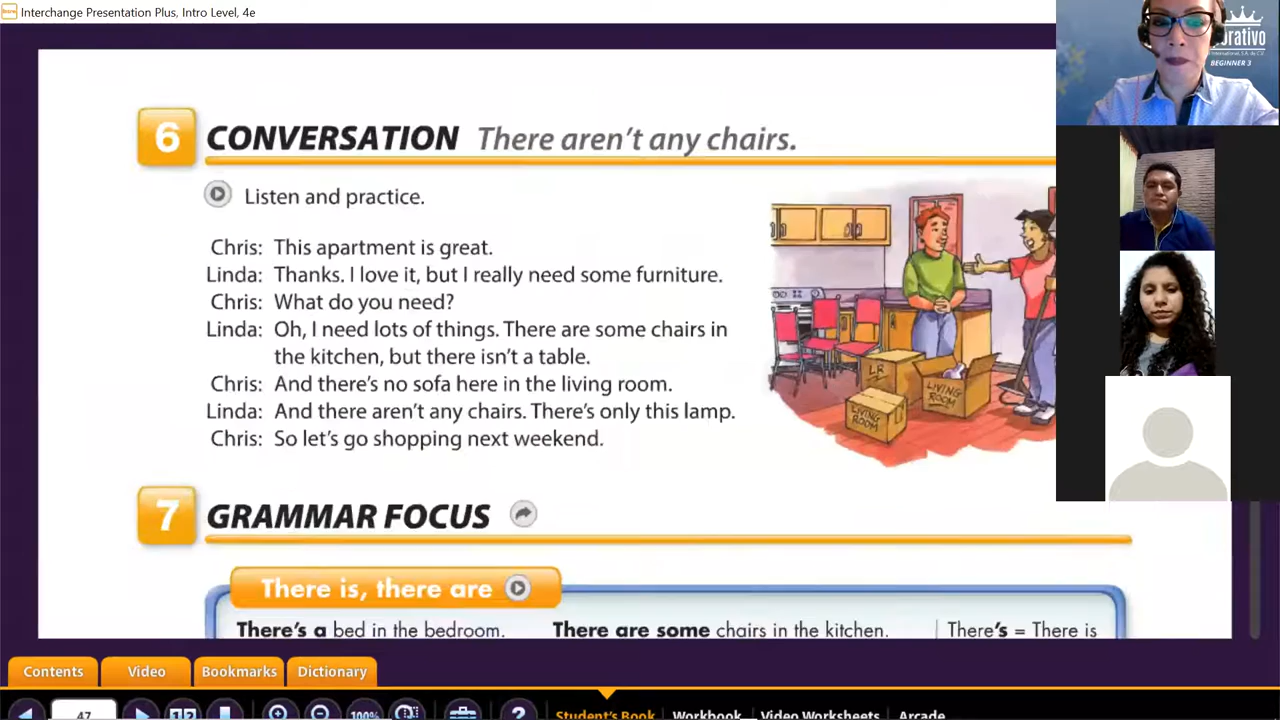 Interchange Presentation Plus, Intro Level, 4e
6 CONVERSATION There aren't any chairs.
Listen and practice.
Chris: This apartment is great.
Linda: Thanks. I love it, but I really need some furniture.
Chris: What do you need?
Linda: Oh, I need lots of things. There are some chairs in
the kitchen, but there isn't a table.
Chris: And there's no sofa here in the living room.
Linda: And there aren't any chairs. There's only this lamp.
Chris: So let's go shopping next weekend.
LR
LIVING ROOM
LIVING ROOM
7 GRAMMAR FOCUS
There is, there are
There's a bed in the bedroom. There are some chairs in the kitchen. There's = There is
Contents Video Bookmarks Dictionary
47 100% ? Student's Book Workbook Video Worksheets Arcade
BEGINNER 3